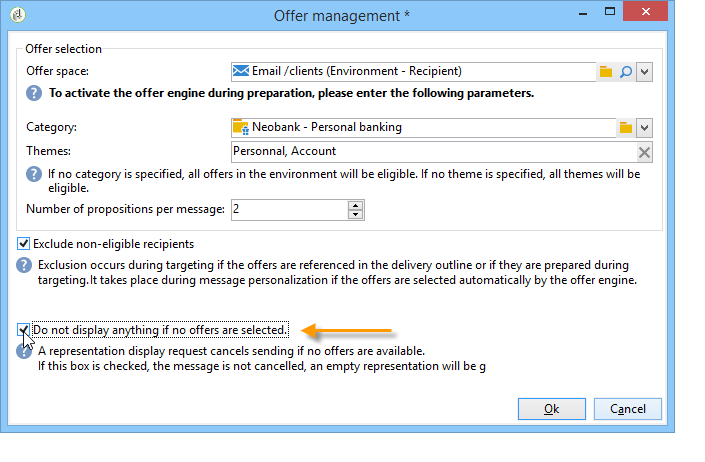 Offer management *
Offer selection
Offer space: Email /clients (Environment - Recipient)
To activate the offer engine during preparation, please enter the following parameters.
Category: Neobank - Personal banking
Themes: Personnal, Account
If no category is specified, all offers in the environment will be eligible. If no theme is specified, all themes will be
eligible.
Number of propositions per message: 2
Exclude non-eligible recipients
Exclusion occurs during targeting if the offers are referenced in the delivery outline or if they are prepared during
targeting.It takes place during message personalization if the offers are selected automatically by the offer engine.
Do not display anything if no offers are selected.
A representation display request cancels sending if no offers are available.
If this box is checked, the message is not cancelled, an empty representation will be g
Ok Cancel